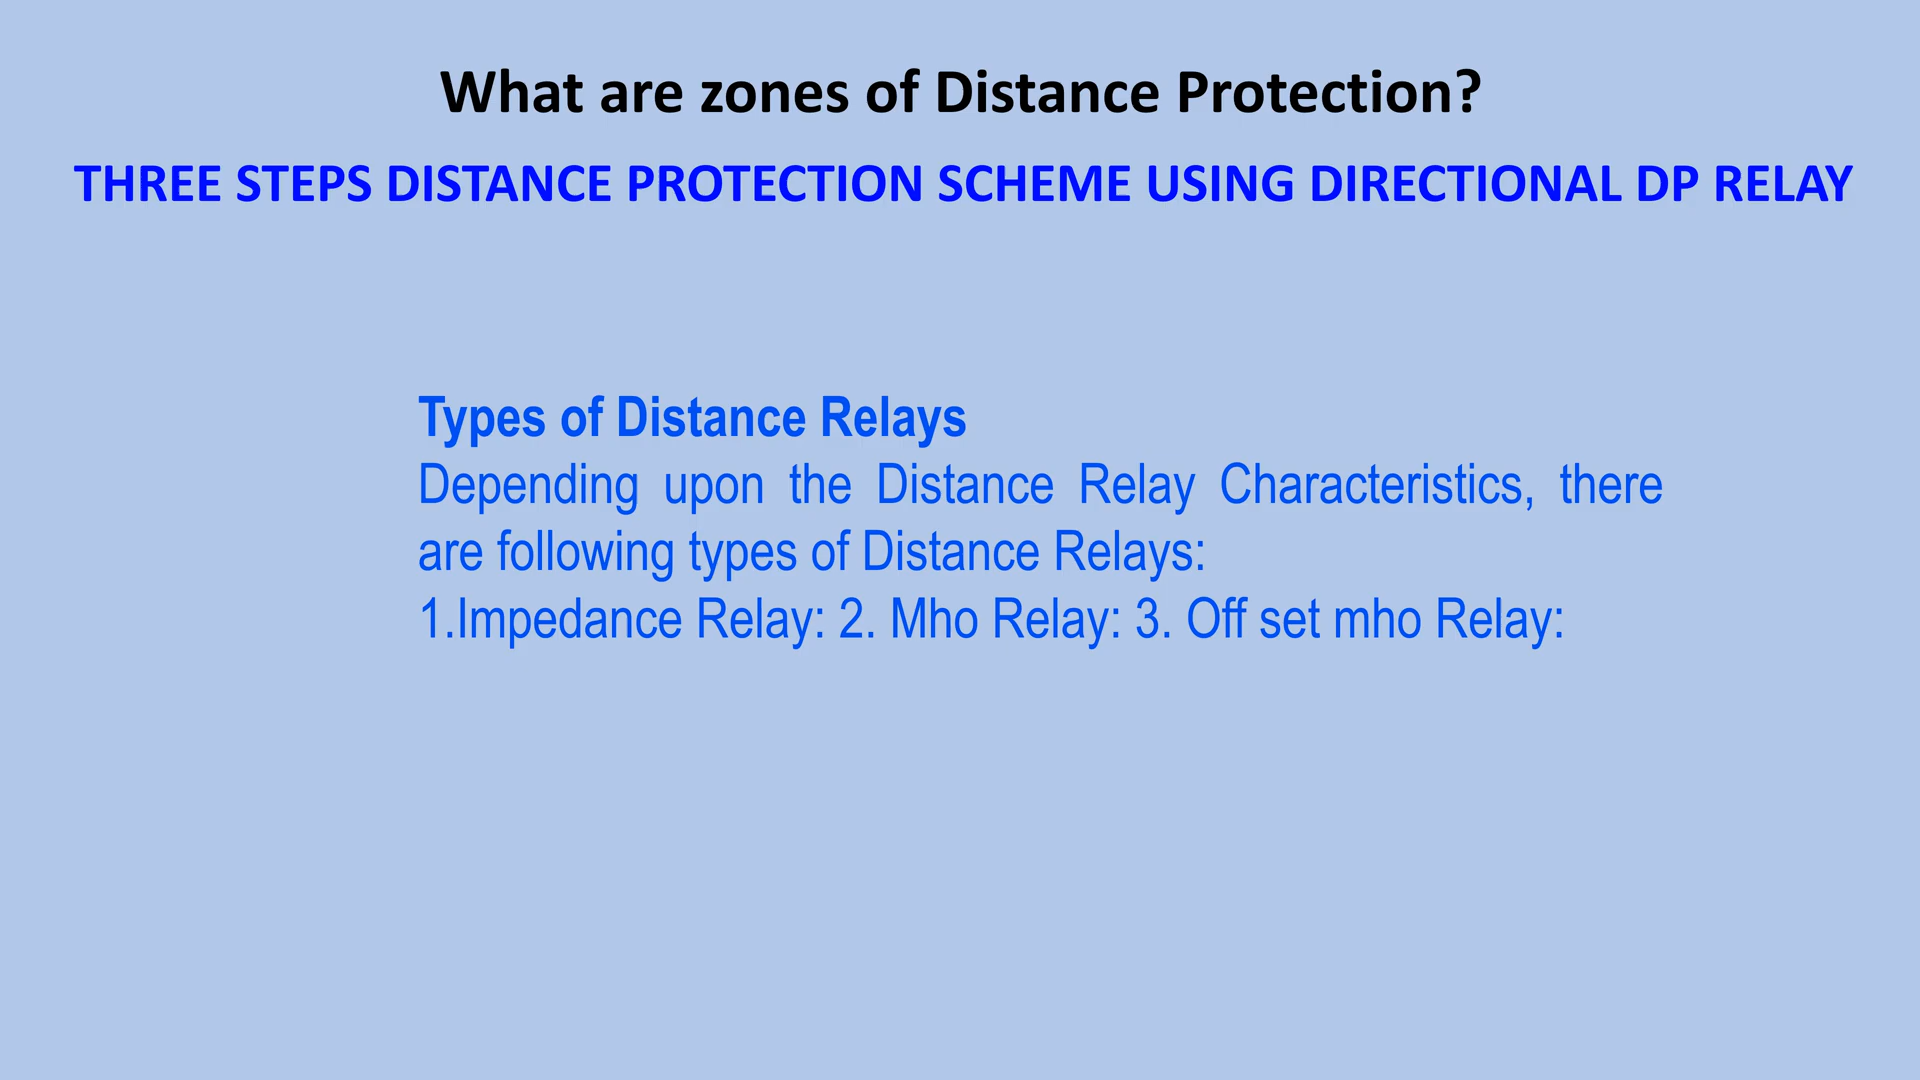 What are zones of Distance Protection?
THREE STEPS DISTANCE PROTECTION SCHEME USING DIRECTIONAL DP RELAY
Types of Distance Relays
Depending upon the Distance Relay Characteristics, there
are following types of Distance Relays:
1.Impedance Relay: 2. Mho Relay: 3. Off set mho Relay: